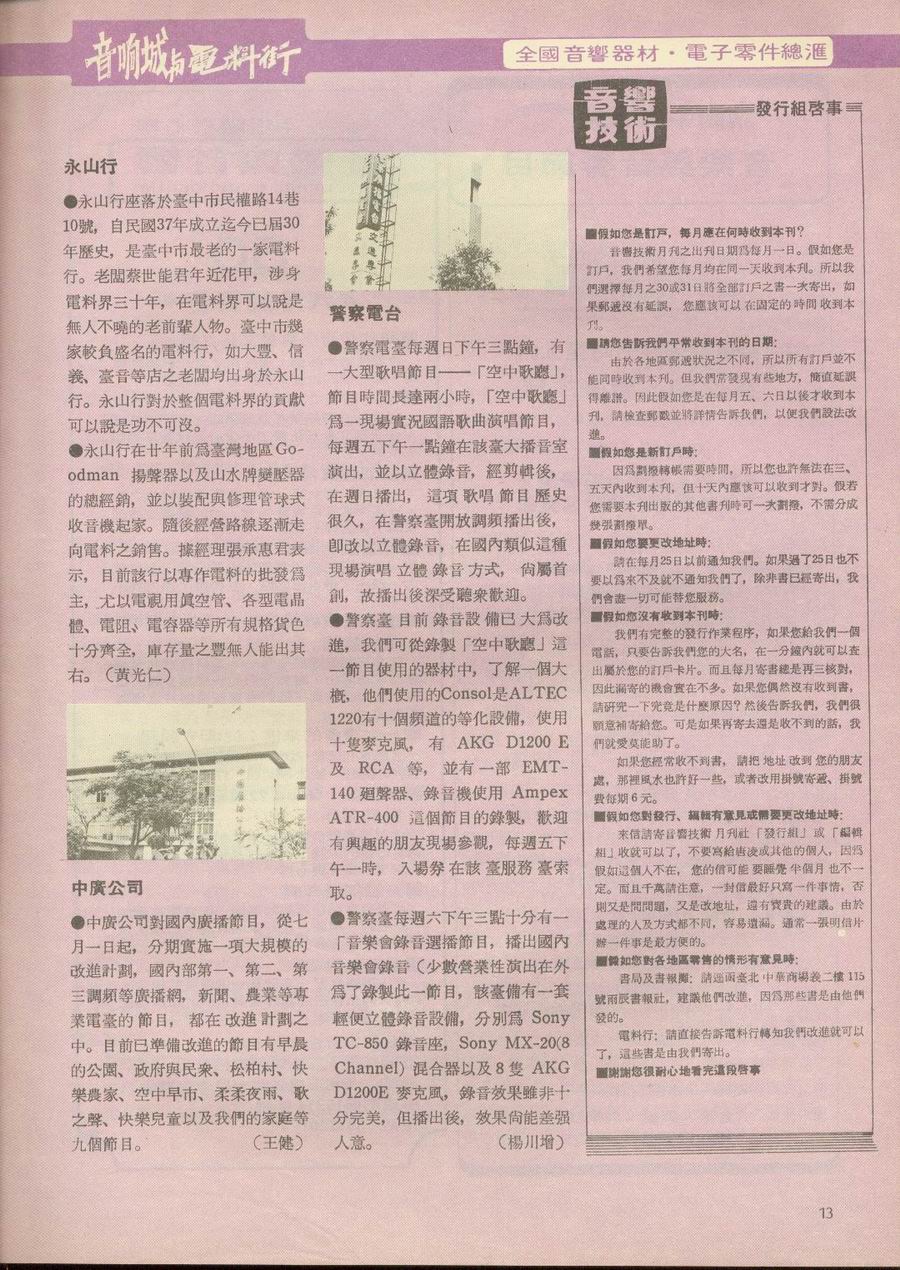 音响城與電料街
全國音響器材・電子零件總滙
永山行
●永山行座落於臺中市民權路14巷
10號，自民國37年成立迄今已屆30
年歷史，是臺中市最老的一家電料
行。老闆蔡世能君年近花甲，涉身
電料界三十年，在電料界可以說是
無人不曉的老前輩人物。臺中市幾
家較負盛名的電料行，如大豐、信
義、臺音等店之老闆均出身於永山
行。永山行對於整個電料界的貢獻
可以說是功不可沒。
●永山行在廿年前爲臺灣地區Go-
odman 揚聲器以及山水牌變壓器
的總經銷，並以裝配與修理管球式
收音機起家。隨後經營路線逐漸走
向電料之銷售。據經理張承惠君表
示，目前該行以專作電料的批發爲
主，尤以電視用眞空管、各型電晶
體、電阻、電容器等所有規格貨色
十分齊全，庫存量之豐無人能出其
右。（黃光仁）
中廣公司
●中廣公司對國內廣播節目，從七
月一日起，分期實施一項大規模的
改進計劃，國內部第一、第二、第
三調頻等廣播網，新聞、農業等專
業電臺的 節目， 都在 改進 計劃之
中。目前已準備改進的節目有早晨
的公園、政府與民衆、松柏村、快
樂農家、空中早市、柔柔夜雨、歌
之聲、快樂兒童以及我們的家庭等
九個節目。 （王健）
警察電台
●警察電臺每週日下午三點鐘，有
一大型歌唱節目——「空中歌廳」，
節目時間長達兩小時，「空中歌廳」
爲一現場實況國語歌曲演唱節目，
每週五下午一點鐘在該臺大播音室
演出，並以立體錄音，經剪輯後，
在週日播出， 這項 歌唱 節目 歷史
很久，在警察臺開放調頻播出後，
卽改以立體錄音，在國內類似這種
現場演唱 立體 錄音 方式， 尙屬首
創，故播出後深受聽衆歡迎。
●警察臺 目前 錄音設 備已 大爲改
進，我們可從錄製「空中歌廳」這
一節目使用的器材中，了解一個大
概，他們使用的Consol是ALTEC
1220有十個頻道的等化設備，使用
十隻麥克風， 有 AKG D1200 E
及 RCA 等， 並有一部 EMT-
140 廻聲器、錄音機使用 Ampex
ATR-400 這個節目的錄製，歡迎
有興趣的朋友現場參觀，每週五下
午一時， 入場券 在該 臺服務 臺索
取。
●警察臺每週六下午三點十分有一
「音樂會錄音選播節目，播出國內
音樂會錄音（少數營業性演出在外
爲了錄製此一節目，該臺備有一套
輕便立體錄音設備，分別爲 Sony
TC-850 錄音座，Sony MX-20(8
Channel) 混合器以及8隻 AKG
D1200E 麥克風，錄音效果雖非十
分完美，但播出後，效果尙能差强
人意。 （楊川增）
音響
技術
發行組啓事
■假如您是訂戶，每月應在何時收到本刊？
音響技術月刊之出刊日期爲每月一日。假如您是
訂戶，我們希望您每月均在同一天收到本刊。所以我
們選擇每月之30或31日將全部訂戶之書一次寄出，如
果郵遞沒有延誤， 您應該可以 在固定的 時間 收到本
刊。
■請您告訴我們平常收到本刊的日期：
由於各地區郵遞狀況之不同，所以所有訂戶並不
能同時收到本刊。但我們常發現有些地方，簡直延誤
得離譜。因此假如您是在每月五、六日以後才收到本
刊，請檢查郵戳並將詳情告訴我們，以便我們設法改
進。
■假如您是新訂戶時：
因爲劃撥轉帳需要時間，所以您也許無法在三、
五天內收到本刊，但十天內應該可以收到才對。假若
您需要本刊出版的其他書刊時可一次劃撥，不需分成
幾張劃撥單。
■假如您要更改地址時：
請在每月25日以前通知我們。如果過了25日也不
要以爲來不及就不通知我們了，除非書已經寄出，我
們會盡一切可能替您服務。
■假如您沒有收到本刊時：
我們有完整的發行作業程序，如果您給我們一個
電話，只要告訴我們您的大名，在一分鐘內就可以査
出屬於您的訂戶卡片。而且每月寄書總是再三核對，
因此漏寄的機會實在不多。如果您偶然沒有收到書，
請硏究一下究竟是什麼原因？然後告訴我們，我們很
願意補寄給您。可是如果再寄去還是收不到的話，我
們就愛莫能助了。
如果您經常收不到書， 請把 地址 改到 您的朋友
處，那裡風水也許好一些，或者改用掛號寄遞、掛號
費每期6元。
■假如您對發行、編輯有意見或需要更改地址時：
來信請寄音響技術 月刊社「發行組」或「編輯
組」收就可以了，不要寫給唐凌或其他的個人，因爲
假如這個人不在， 您的信可能 要睡覺 半個月 也不一
定。而且千萬請注意，一封信最好只寫一件事情，否
則又是問問題，又是改地址，還有寶貴的建議。由於
處理的人及方式都不同，容易遺漏。通常一張明信片
辦一件事是最方便的。
■假如您對各地區零售的情形有意見時：
書局及書報攤：請逕函臺北 中華商場義二樓 115
號雨辰書報社，建議他們改進，因爲那些書是由他們
發的。
電料行：請直接告訴電料行轉知我們改進就可以
了，這些書是由我們寄出。
■謝謝您很耐心地看完這段啓事
13